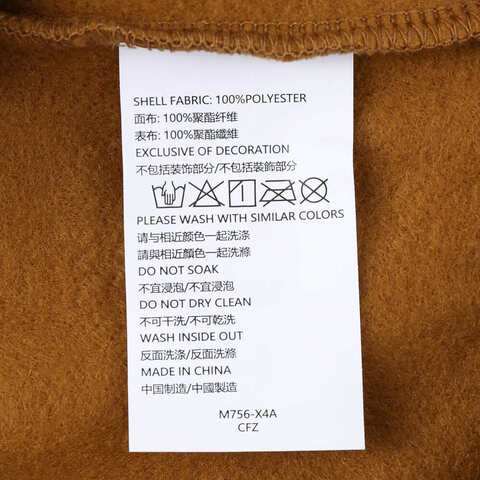 SHELL FABRIC: 100%POLYESTER
面布: 100%聚酯纤维
表布: 100%聚酯纖維
EXCLUSIVE OF DECORATION
不包括装饰部分/不包括裝飾部分
PLEASE WASH WITH SIMILAR COLORS
请与相近颜色一起洗涤
請與相近顏色一起洗滌
DO NOT SOAK
不宜浸泡/不宜浸泡
DO NOT DRY CLEAN
不可干洗/不可乾洗
WASH INSIDE OUT
反面洗涤/反面洗滌
MADE IN CHINA
中国制造/中國製造
M756-X4A
CFZ